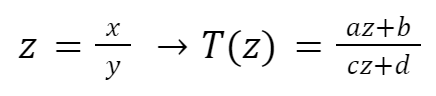 z = x/y → T(z) = az+b/cz+d